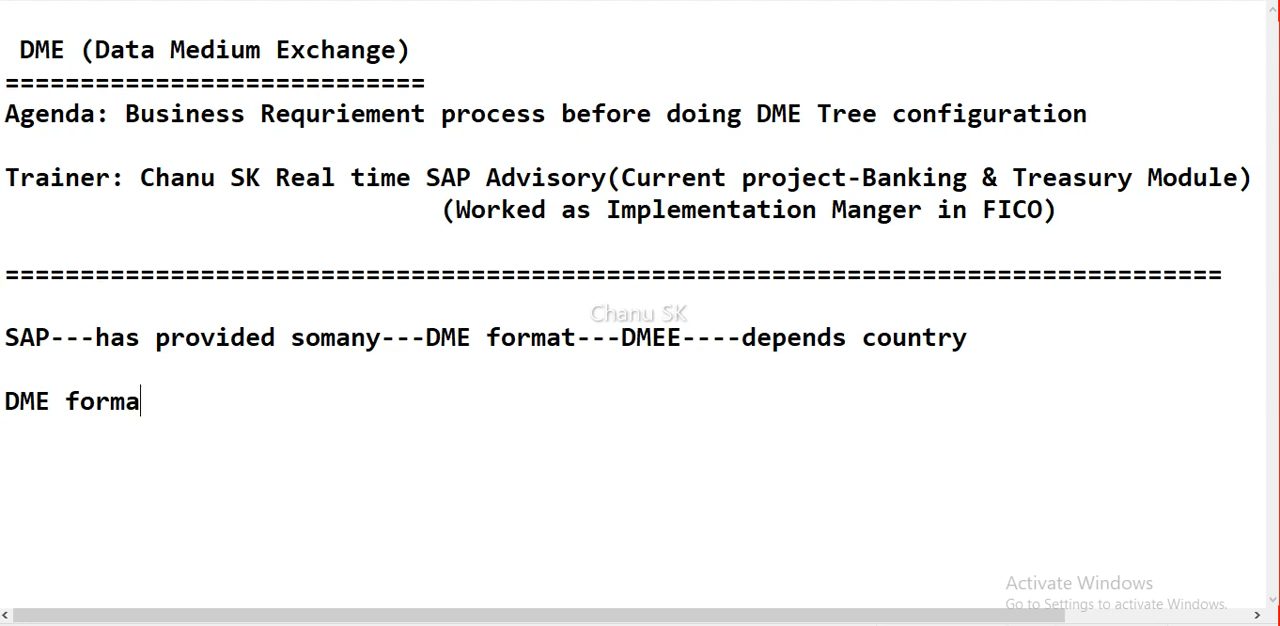 DME (Data Medium Exchange)
============================
Agenda: Business Requriement process before doing DME Tree configuration
Trainer: Chanu SK Real time SAP Advisory(Current project-Banking & Treasury Module)
(Worked as Implementation Manger in FICO)
=================================================================================
Chanu SK
SAP---has provided somany---DME format---DMEE----depends country
DME forma
Activate Windows
Go to Settings to activate Windows.